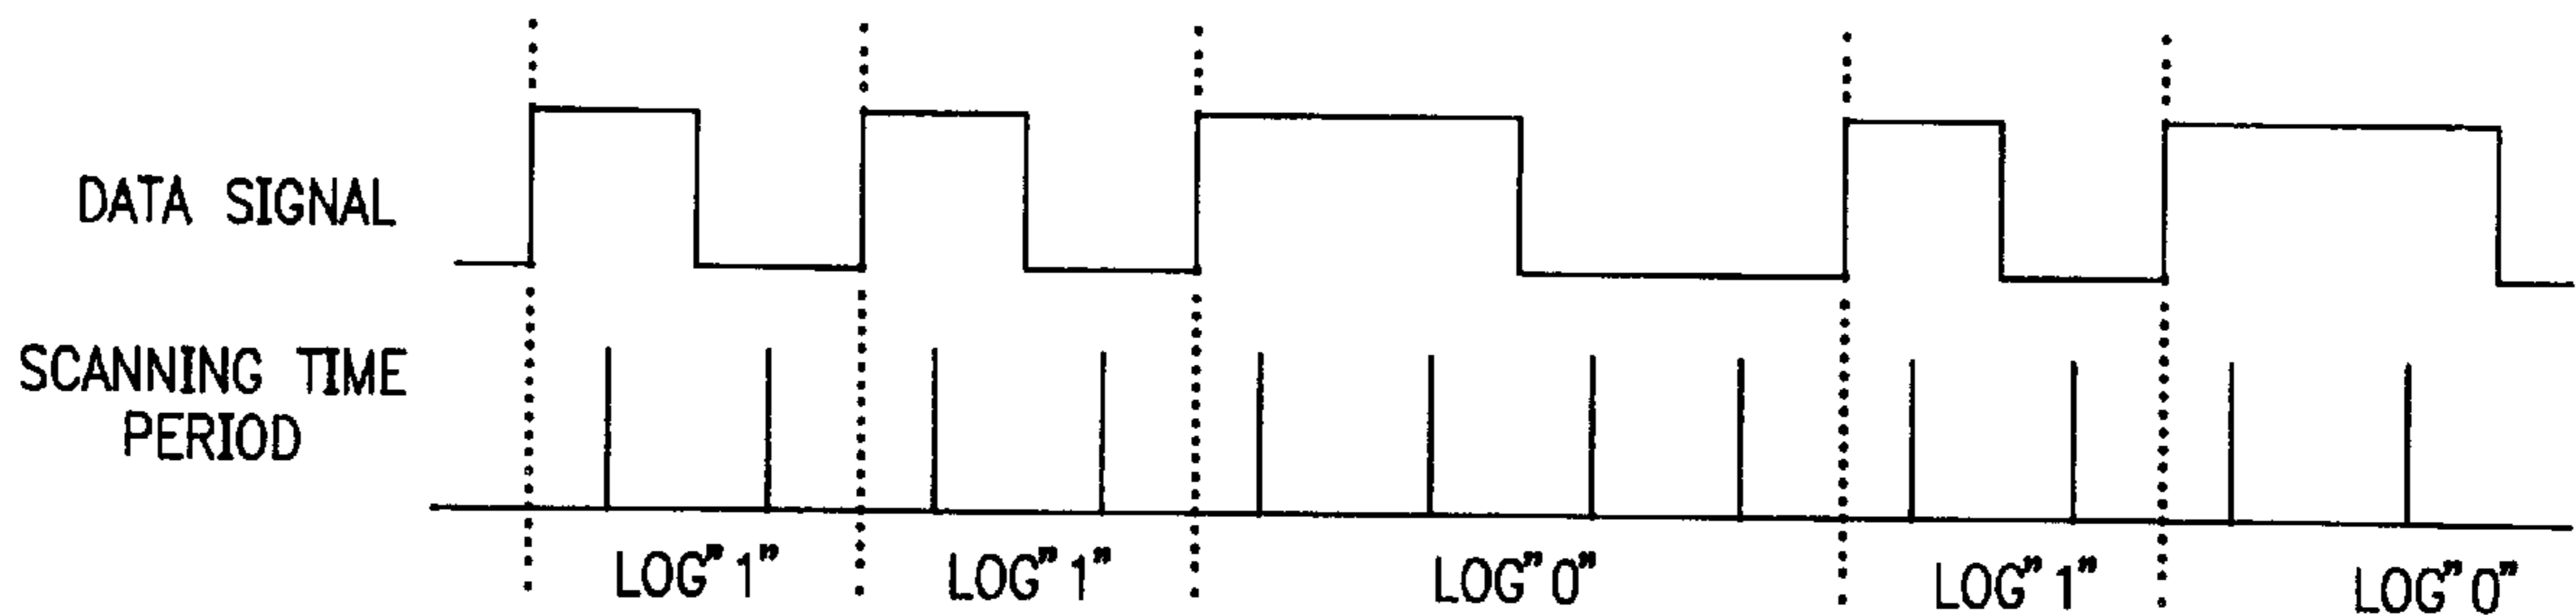 DATA SIGNAL
SCANNING TIME
PERIOD
LOG"1" LOG"1" LOG"0" LOG"1" LOG"0"